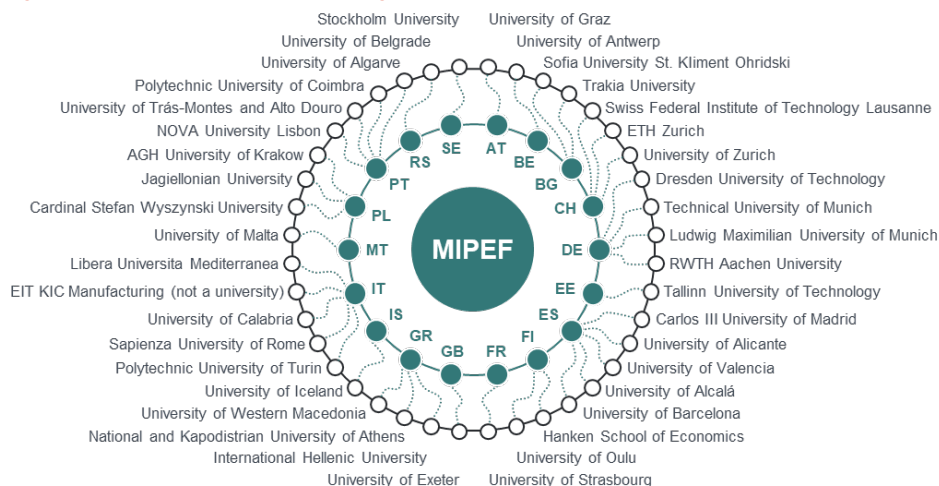 Stockholm University
University of Graz
University of Belgrade
University of Antwerp
University of Algarve
Sofia University St. Kliment Ohridski
Polytechnic University of Coimbra
Trakia University
University of Trás-Montes and Alto Douro
Swiss Federal Institute of Technology Lausanne
NOVA University Lisbon
ETH Zurich
AGH University of Krakow
University of Zurich
Jagiellonian University
Dresden University of Technology
Cardinal Stefan Wyszynski University
Technical University of Munich
University of Malta
Ludwig Maximilian University of Munich
Libera Universita Mediterranea
RWTH Aachen University
EIT KIC Manufacturing (not a university)
Tallinn University of Technology
University of Calabria
Carlos III University of Madrid
Sapienza University of Rome
University of Alicante
Polytechnic University of Turin
University of Valencia
University of Iceland
University of Alcalá
University of Western Macedonia
University of Barcelona
National and Kapodistrian University of Athens
Hanken School of Economics
International Hellenic University
University of Oulu
University of Exeter
University of Strasbourg
SE
AT
RS
BE
PT
BG
PL
CH
MT
MIPEF
DE
IT
EE
IS
ES
GR
FI
GB
FR